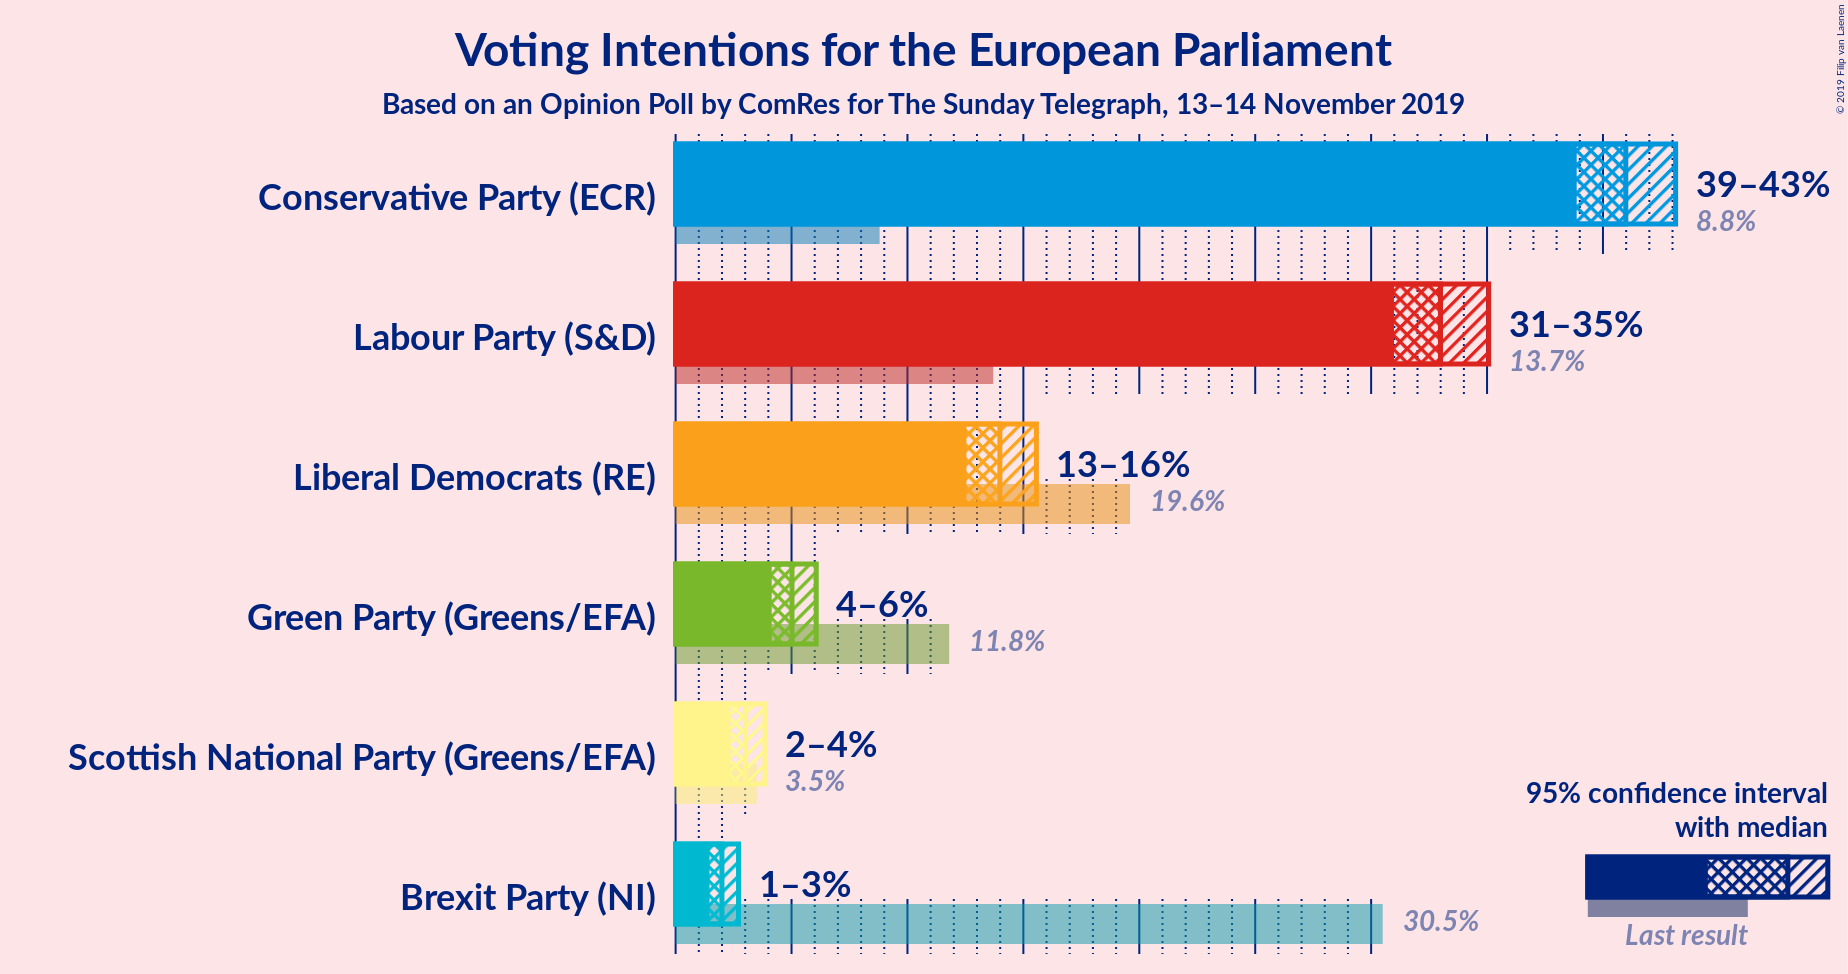 Voting Intentions for the European Parliament
Based on an Opinion Poll by ComRes for The Sunday Telegraph, 13–14 November 2019
© 2019 Filip van Laenen
Conservative Party (ECR)
39–43%
8.8%
Labour Party (S&D)
31–35%
13.7%
Liberal Democrats (RE)
13–16%
19.6%
Green Party (Greens/EFA)
4–6%
11.8%
Scottish National Party (Greens/EFA)
2–4%
3.5%
Brexit Party (NI)
1–3%
30.5%
95% confidence interval
with median
Last result